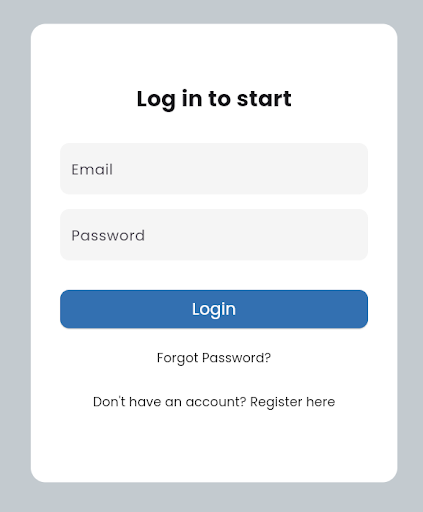 Log in to start
Email
Password
Login
Forgot Password?
Don't have an account? Register here